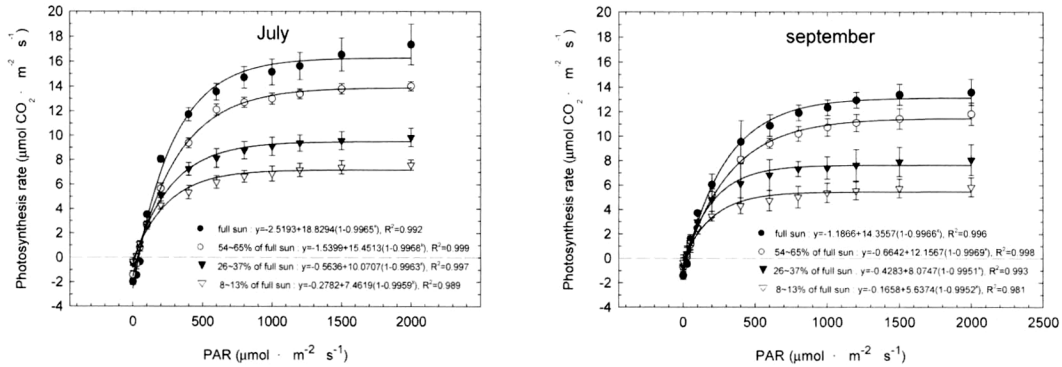 July
Photosynthesis rate (μmol CO₂ · m⁻² s⁻¹)
20
18
16
14
12
10
8
6
4
2
0
-2
-4
full sun : y=-2.5193+18.8294(1-0.9965ˣ), R²=0.992
54~65% of full sun : y=-1.5399+15.4513(1-0.9968ˣ), R²=0.999
26~37% of full sun : y=-0.5636+10.0707(1-0.9963ˣ), R²=0.997
8~13% of full sun : y=-0.2782+7.4619(1-0.9959ˣ), R²=0.989
0 500 1000 1500 2000
PAR (μmol · m⁻² s⁻¹)
september
Photosynthesis rate (μmol CO₂ · m⁻² s⁻¹)
20
18
16
14
12
10
8
6
4
2
0
-2
-4
full sun : y=-1.1866+14.3557(1-0.9966ˣ), R²=0.996
54~65% of full sun : y=-0.6642+12.1567(1-0.9969ˣ), R²=0.998
26~37% of full sun : y=-0.4283+8.0747(1-0.9951ˣ), R²=0.993
8~13% of full sun : y=-0.1658+5.6374(1-0.9952ˣ), R²=0.981
0 500 1000 1500 2000 2500
PAR (μmol · m⁻² s⁻¹)